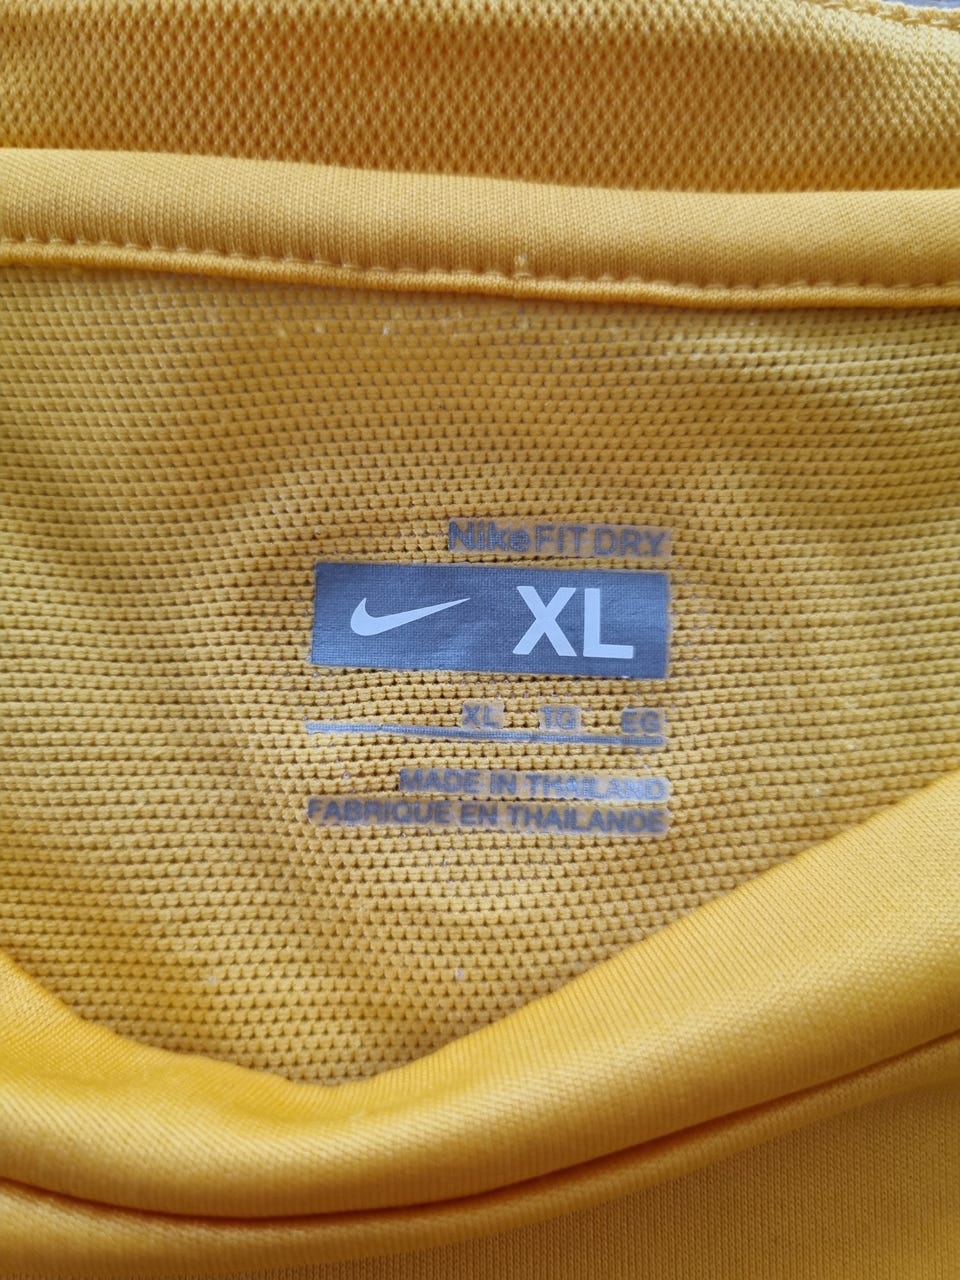 Nike FIT DRY
XL
XL TG EG
MADE IN THAILAND
FABRIQUE EN THAILANDE